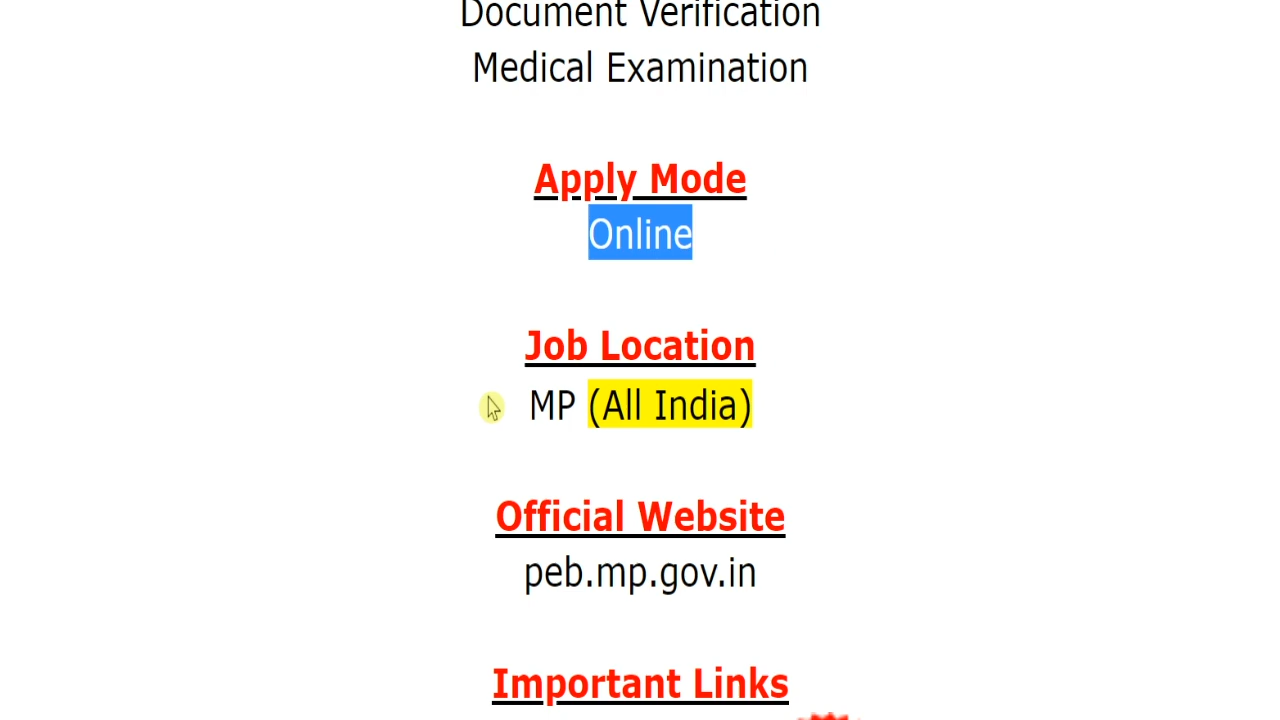 Document Verification
Medical Examination
Apply Mode
Online
Job Location
MP (All India)
Official Website
peb.mp.gov.in
Important Links